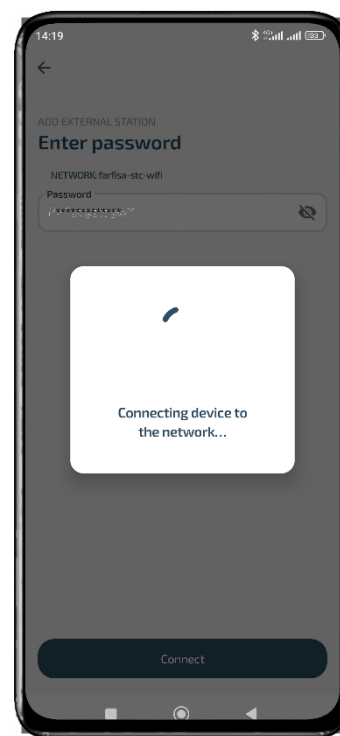 14:19
ADD EXTERNAL STATION
Enter password
NETWORK: farfisa-stc-wifi
Password
Connecting device to
the network...
Connect